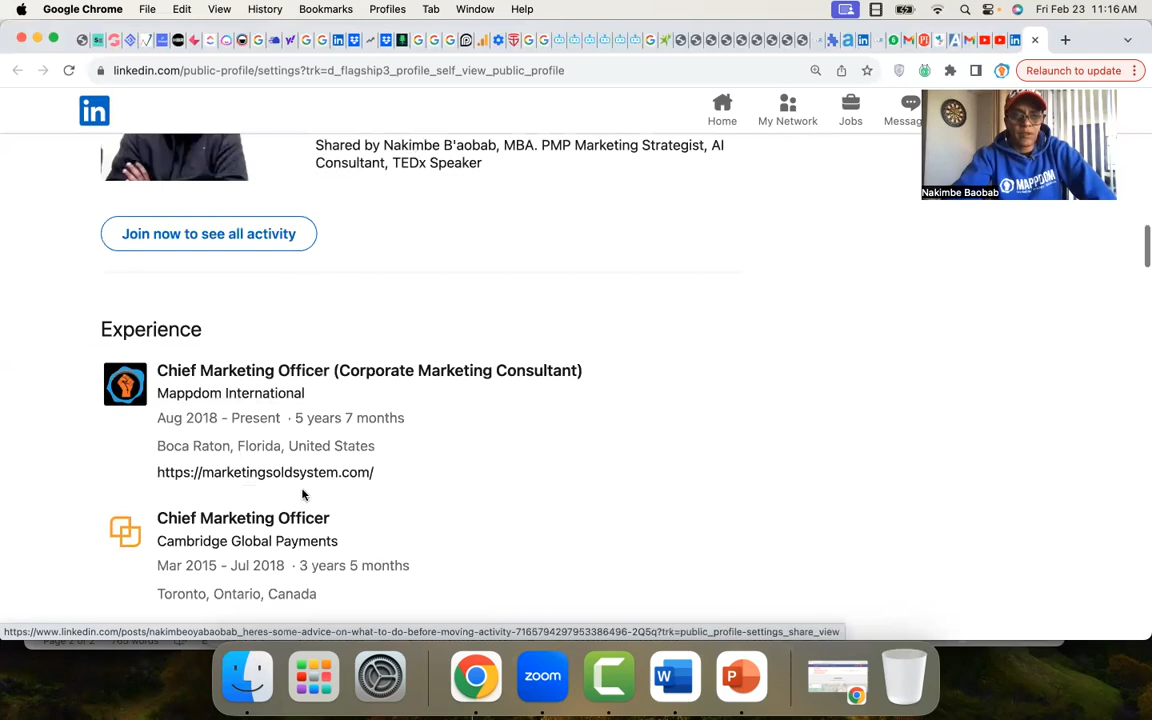 Google Chrome File Edit View History Bookmarks Profiles Tab Window Help Fri Feb 23 11:16 AM
linkedin.com/public-profile/settings?trk=d_flagship3_profile_self_view_public_profile Relaunch to update
in Home My Network Jobs Messag
Nakimbe Baobab
Shared by Nakimbe B'aobab, MBA. PMP Marketing Strategist, AI
Consultant, TEDx Speaker
Join now to see all activity
Experience
Chief Marketing Officer (Corporate Marketing Consultant)
Mappdom International
Aug 2018 - Present · 5 years 7 months
Boca Raton, Florida, United States
https://marketingsoldsystem.com/
Chief Marketing Officer
Cambridge Global Payments
Mar 2015 - Jul 2018 · 3 years 5 months
Toronto, Ontario, Canada
https://www.linkedin.com/posts/nakimbeoyabaobab_heres-some-advice-on-what-to-do-before-moving-activity-7165794297953386496-2Q5q?trk=public_profile-settings_share_view
zoom
MAPPDOM